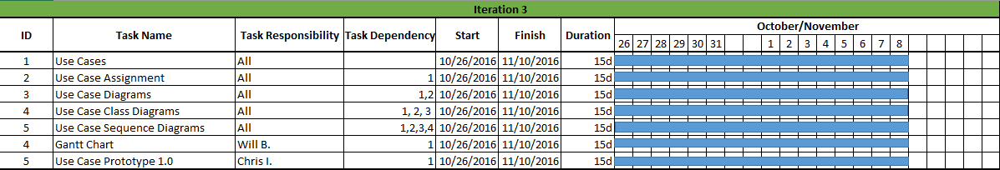 Iteration 3
ID Task Name Task Responsibility Task Dependency Start Finish Duration October/November
26 27 28 29 30 31 1 2 3 4 5 6 7 8
1 Use Cases All 10/26/2016 11/10/2016 15d
2 Use Case Assignment All 1 10/26/2016 11/10/2016 15d
3 Use Case Diagrams All 1,2 10/26/2016 11/10/2016 15d
4 Use Case Class Diagrams All 1, 2, 3 10/26/2016 11/10/2016 15d
5 Use Case Sequence Diagrams All 1,2,3,4 10/26/2016 11/10/2016 15d
4 Gantt Chart Will B. 1 10/26/2016 11/10/2016 15d
5 Use Case Prototype 1.0 Chris I. 1 10/26/2016 11/10/2016 15d